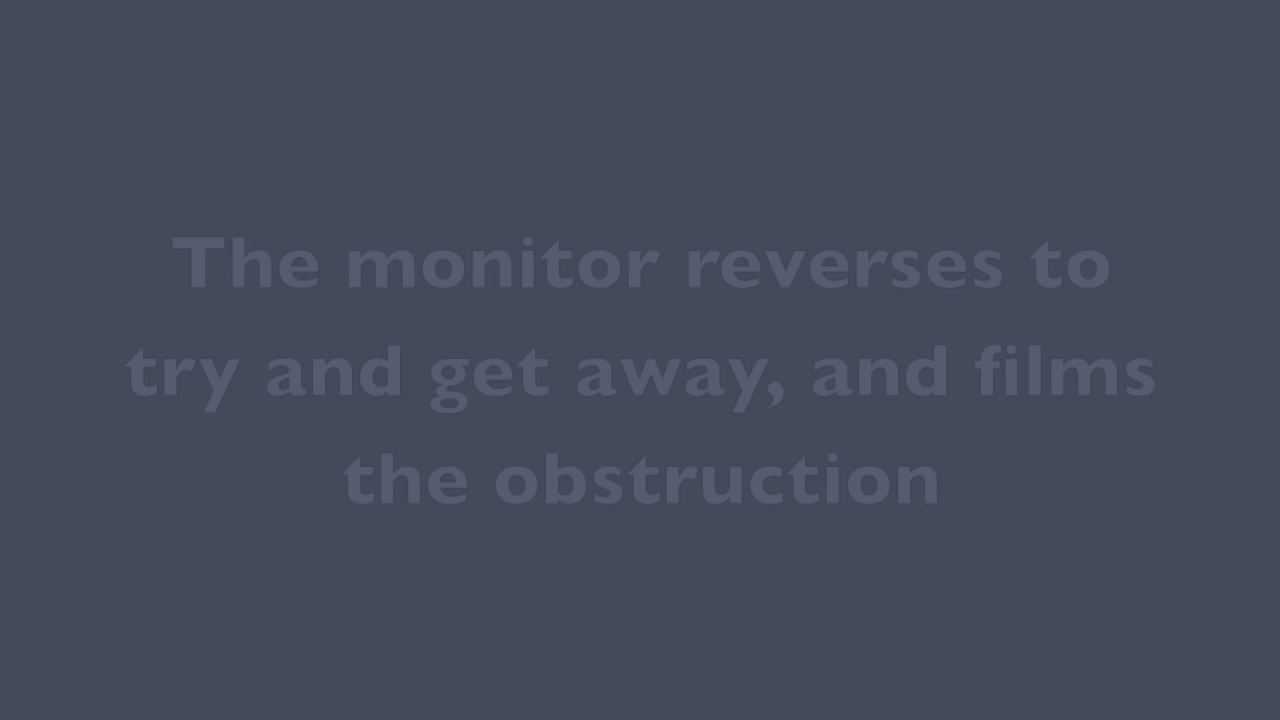 The monitor reverses to
try and get away, and films
the obstruction